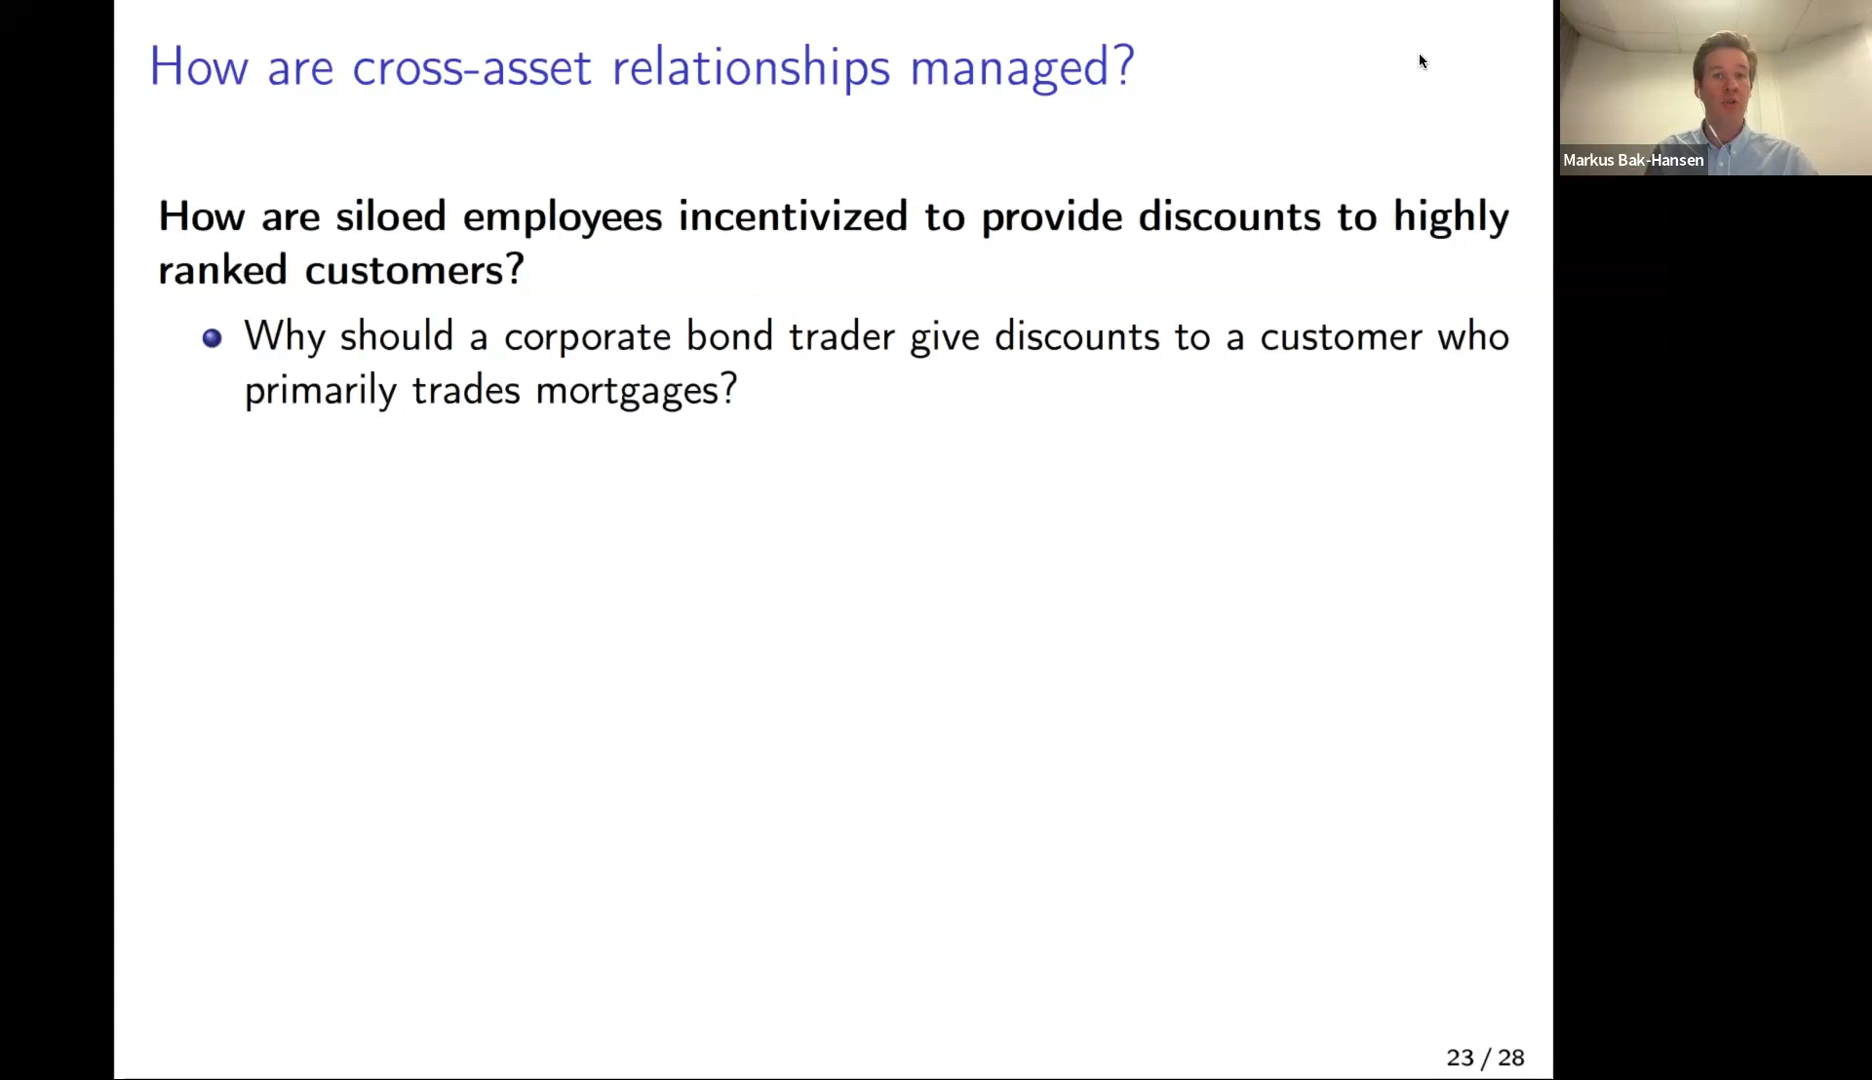 How are cross-asset relationships managed?
Markus Bak-Hansen
How are siloed employees incentivized to provide discounts to highly
ranked customers?
Why should a corporate bond trader give discounts to a customer who
primarily trades mortgages?
23 / 28